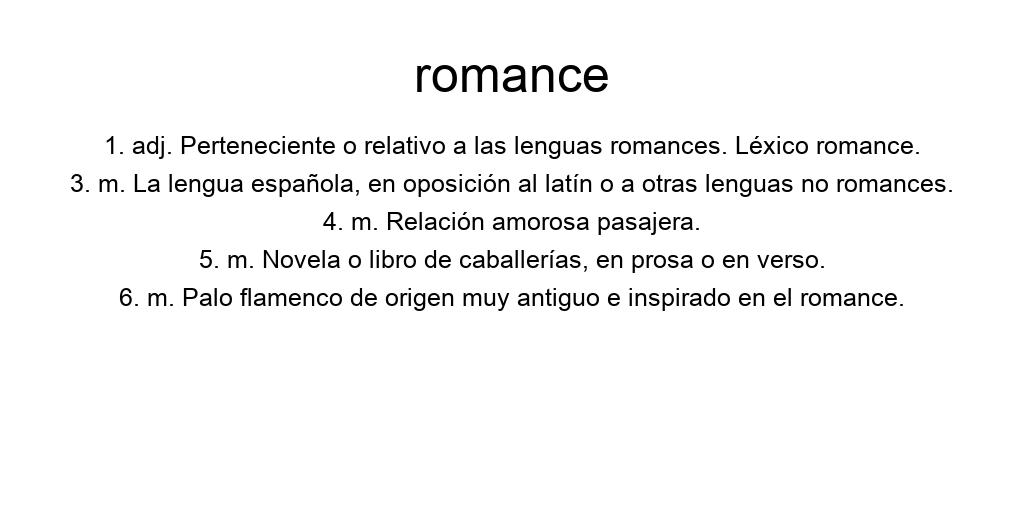 romance
1. adj. Perteneciente o relativo a las lenguas romances. Léxico romance.
3. m. La lengua española, en oposición al latín o a otras lenguas no romances.
4. m. Relación amorosa pasajera.
5. m. Novela o libro de caballerías, en prosa o en verso.
6. m. Palo flamenco de origen muy antiguo e inspirado en el romance.